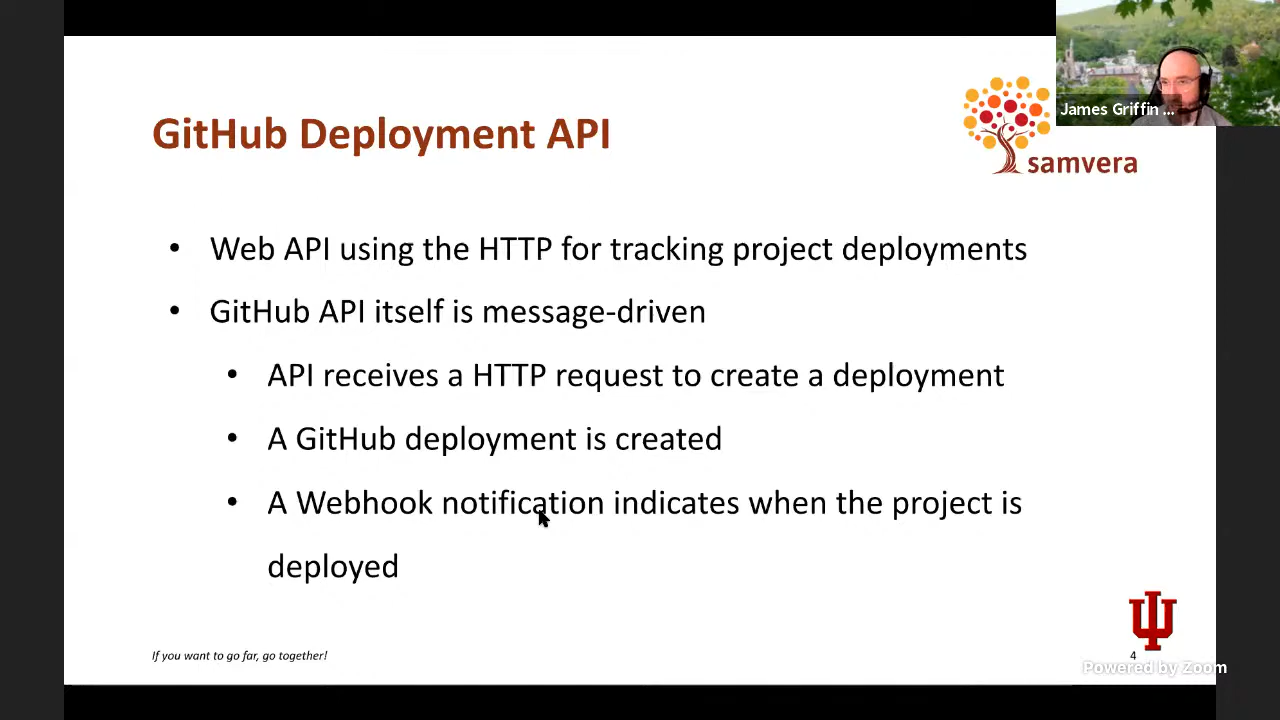 James Griffin ...
GitHub Deployment API
samvera
• Web API using the HTTP for tracking project deployments
• GitHub API itself is message-driven
• API receives a HTTP request to create a deployment
• A GitHub deployment is created
• A Webhook notification indicates when the project is
deployed
If you want to go far, go together!
4
Powered by Zoom